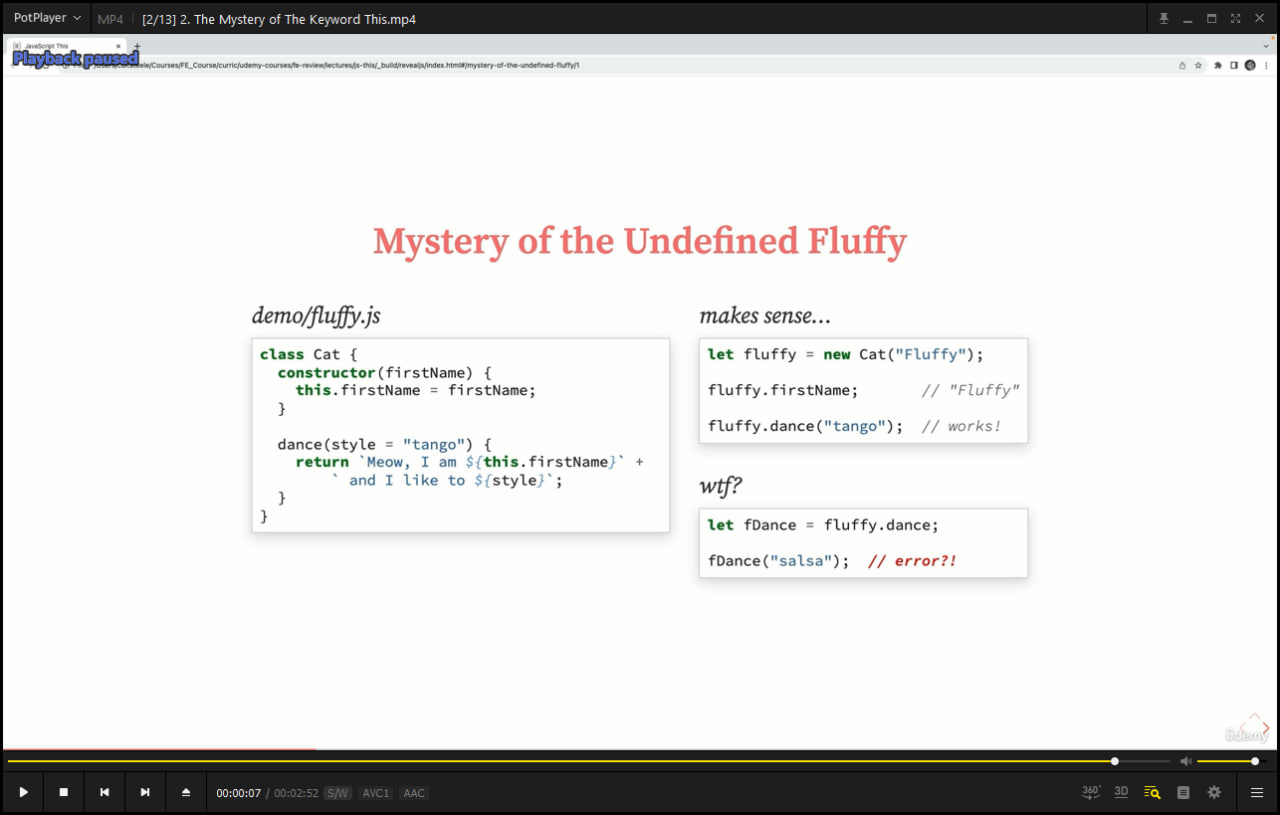 PotPlayer
MP4
[2/13] 2. The Mystery of The Keyword This.mp4
JavaScript This
Playback paused
/Courses/FE_Course/curric/udemy-courses/fe-review/lectures/js-this/_build/revealjs/index.html#/mystery-of-the-undefined-fluffy/1
Mystery of the Undefined Fluffy
demo/fluffy.js
class Cat {
constructor(firstName) {
this.firstName = firstName;
}
dance(style = "tango") {
return `Meow, I am ${this.firstName}` +
` and I like to ${style}`;
}
}
makes sense…
let fluffy = new Cat("Fluffy");
fluffy.firstName; // "Fluffy"
fluffy.dance("tango"); // works!
wtf?
let fDance = fluffy.dance;
fDance("salsa"); // error?!
ûdemy
00:00:07 / 00:02:52 S/W AVC1 AAC
360° 3D